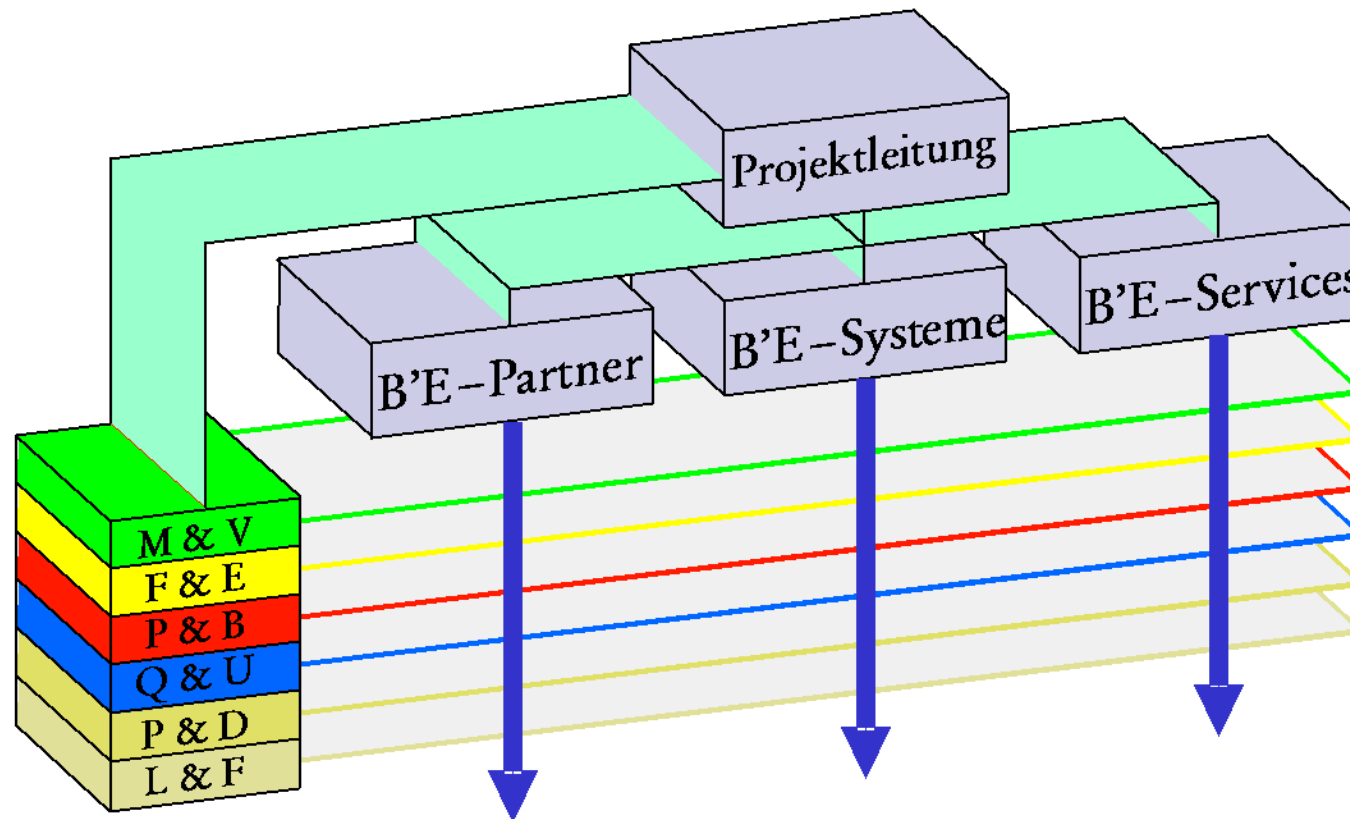 Projektleitung
B’E–Partner
B’E–Systeme
B’E–Services
M & V
F & E
P & B
Q & U
P & D
L & F